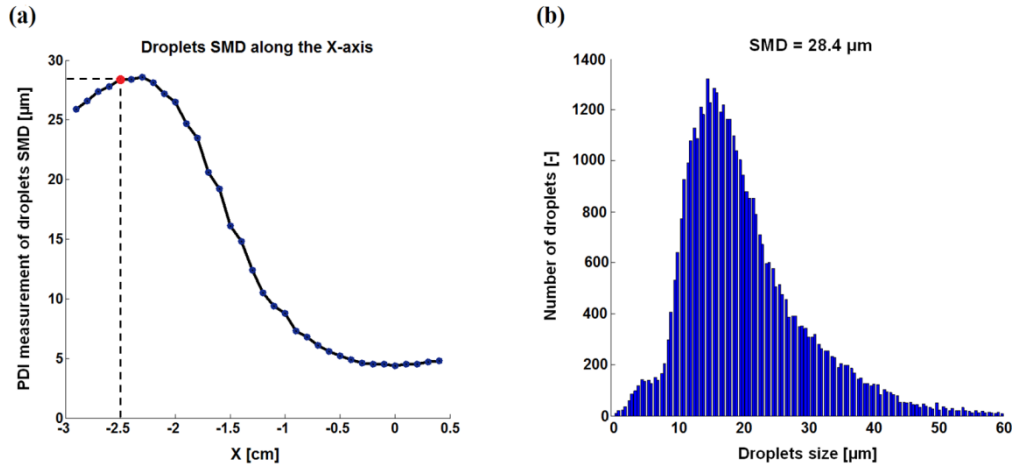 (a)
Droplets SMD along the X-axis
PDI measurement of droplets SMD [µm]
30
25
20
15
10
5
0
-3 -2.5 -2 -1.5 -1 -0.5 0 0.5
X [cm]
(b)
SMD = 28.4 µm
Number of droplets [-]
1400
1200
1000
800
600
400
200
0
0 10 20 30 40 50 60
Droplets size [µm]